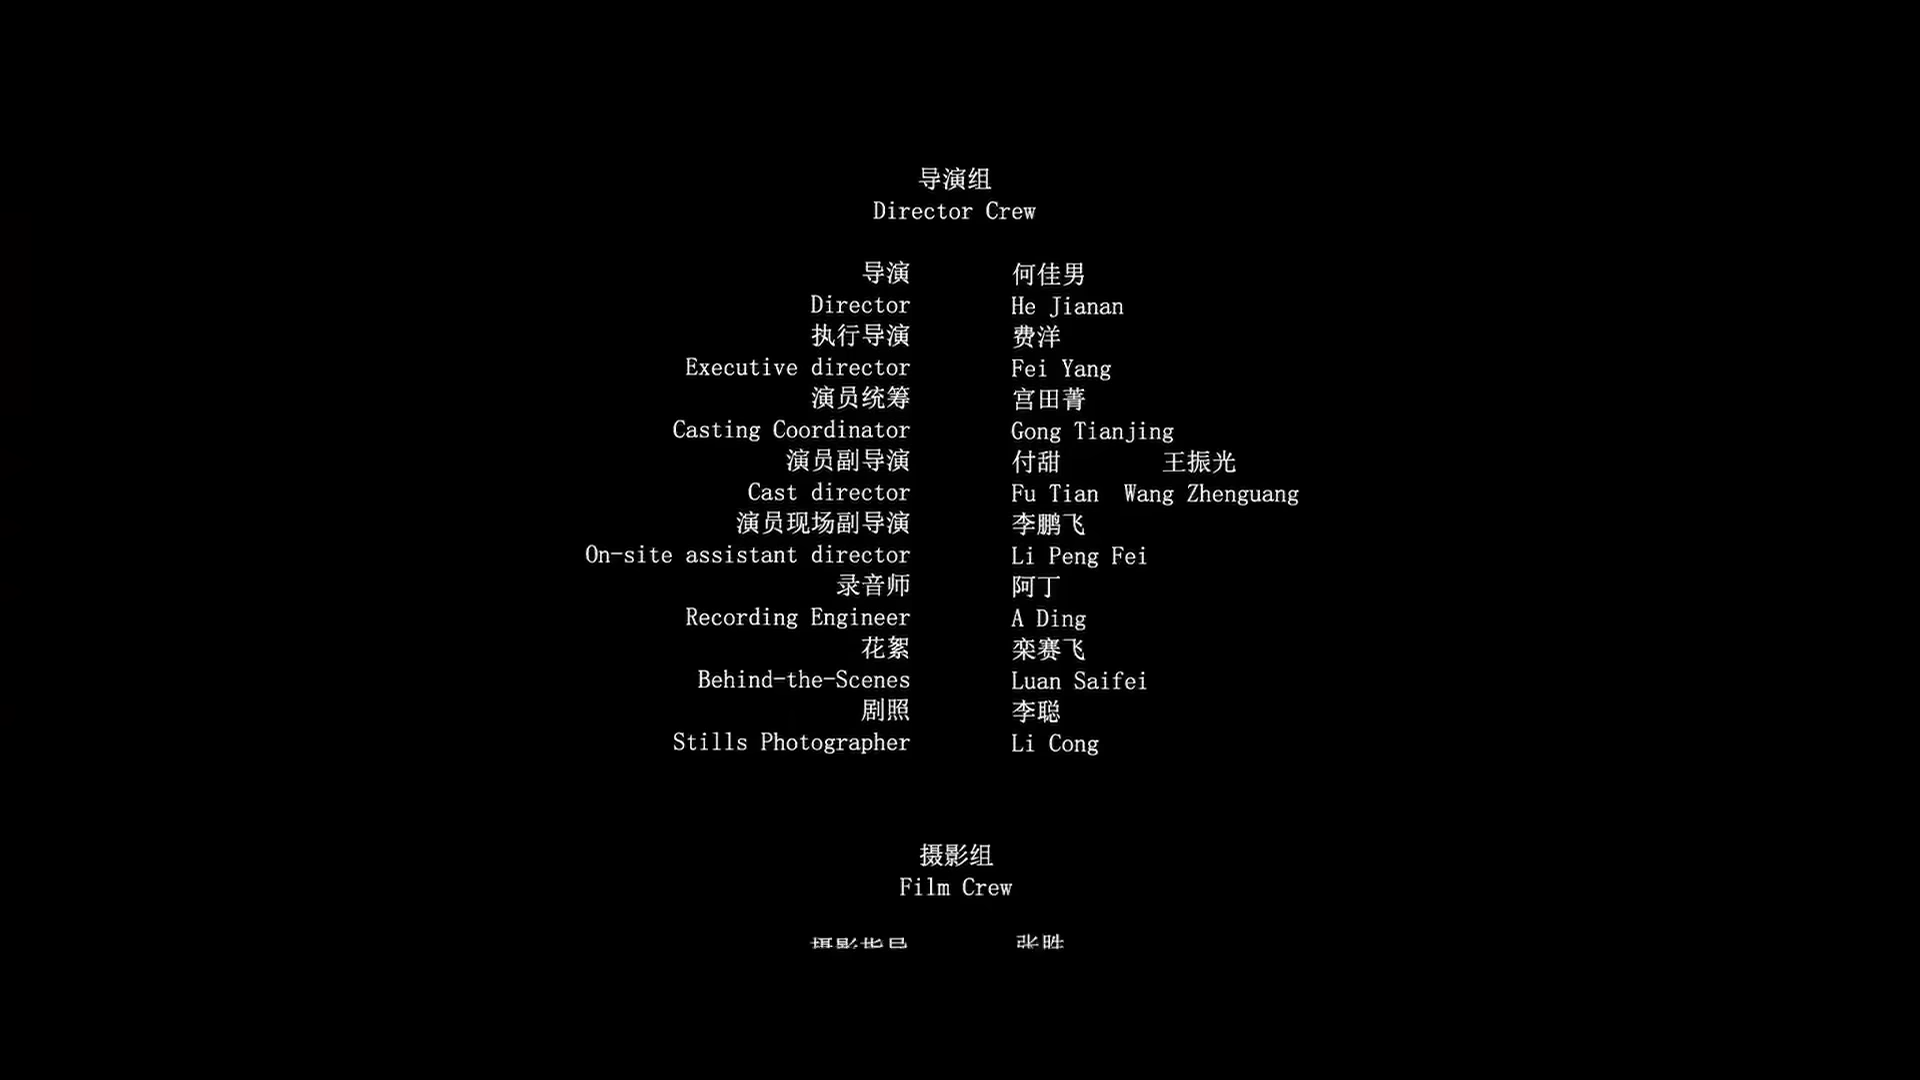 导演组
Director Crew
导演 何佳男
Director He Jianan
执行导演 费洋
Executive director Fei Yang
演员统筹 宫田菁
Casting Coordinator Gong Tianjing
演员副导演 付甜 王振光
Cast director Fu Tian Wang Zhenguang
演员现场副导演 李鹏飞
On-site assistant director Li Peng Fei
录音师 阿丁
Recording Engineer A Ding
花絮 栾赛飞
Behind-the-Scenes Luan Saifei
剧照 李聪
Stills Photographer Li Cong
摄影组
Film Crew
摄影指导